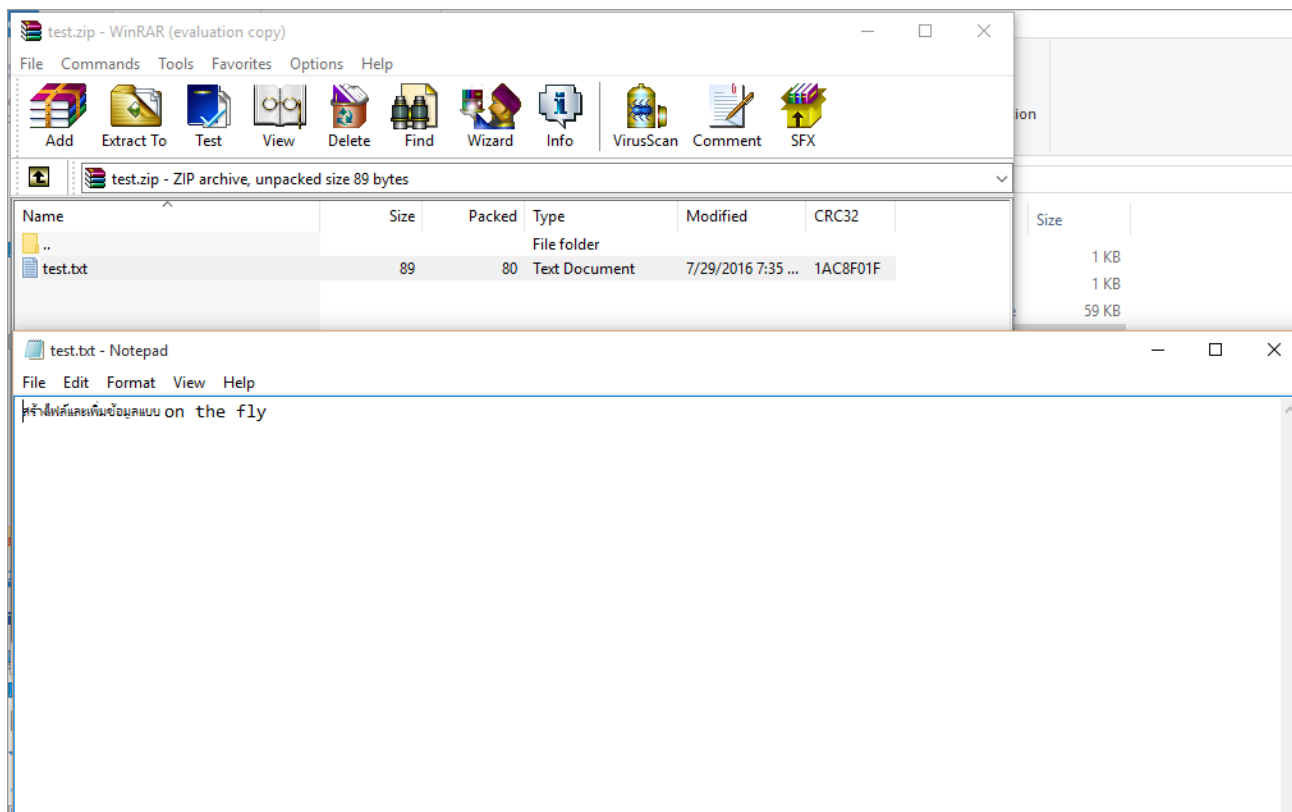 test.zip - WinRAR (evaluation copy)
File Commands Tools Favorites Options Help
Add Extract To Test View Delete Find Wizard Info VirusScan Comment SFX
ion
test.zip - ZIP archive, unpacked size 89 bytes
Name Size Packed Type Modified CRC32
Size
.. File folder
1 KB
test.txt 89 80 Text Document 7/29/2016 7:35 ... 1AC8F01F
1 KB
59 KB
test.txt - Notepad
File Edit Format View Help
สร้างไฟล์และเพิ่มข้อมูลแบบ on the fly